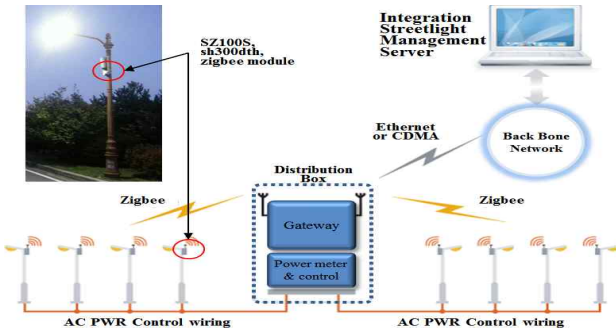 SZ100S,
sh300dth,
zigbee module
Integration
Streetlight
Management
Server
Ethernet
or CDMA
Back Bone
Network
Distribution
Box
Zigbee
Zigbee
Gateway
Power meter
& control
AC PWR Control wiring
AC PWR Control wiring